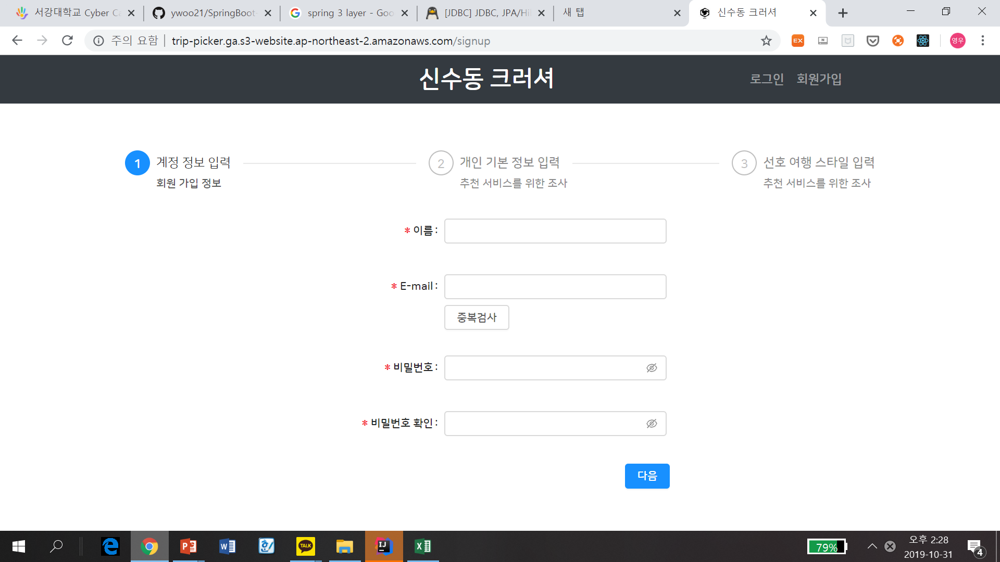 서강대학교 Cyber Ca
ywoo21/SpringBoot-
spring 3 layer - Goo
[JDBC] JDBC, JPA/Hi
새 탭
신수동 크러셔
주의 요함
trip-picker.ga.s3-website.ap-northeast-2.amazonaws.com/signup
EX
N
영우
신수동 크러셔
로그인 회원가입
1 계정 정보 입력
회원 가입 정보
2 개인 기본 정보 입력
추천 서비스를 위한 조사
3 선호 여행 스타일 입력
추천 서비스를 위한 조사
* 이름:
* E-mail:
중복검사
* 비밀번호:
* 비밀번호 확인:
다음
TALK
IJ
79%
오후 2:28
2019-10-31
4